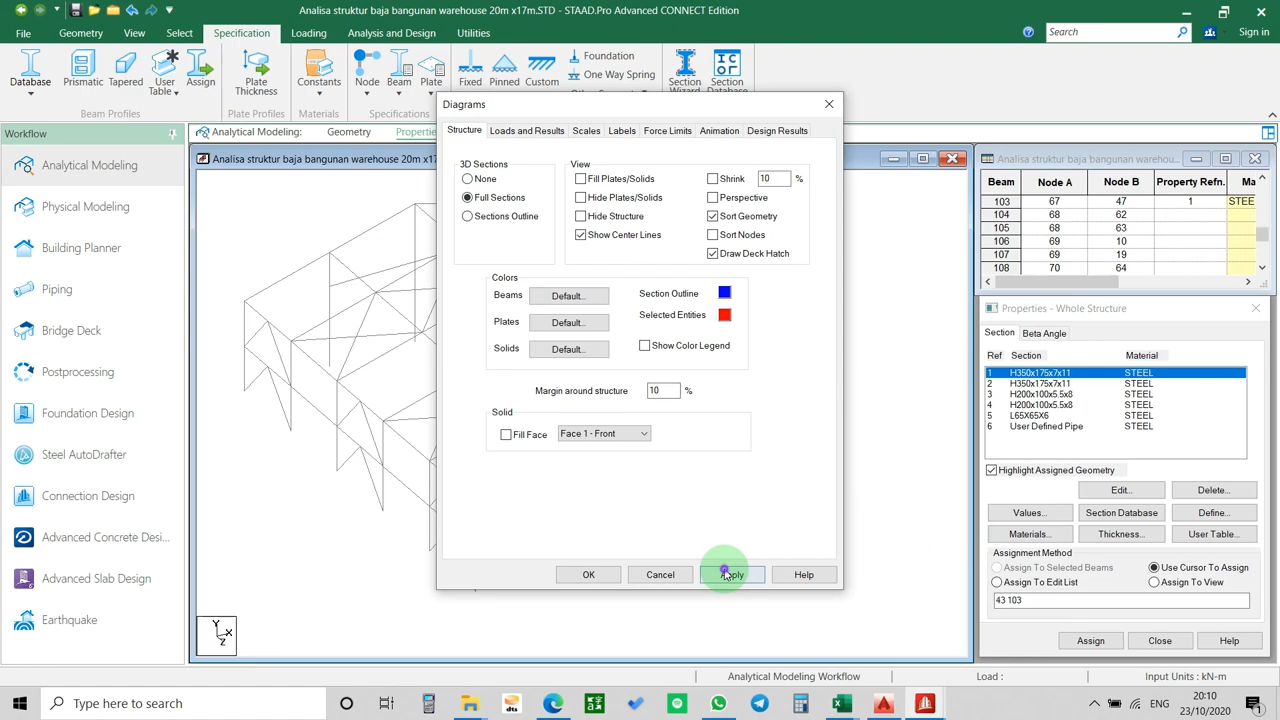 Analisa struktur baja bangunan warehouse 20m x17m.STD - STAAD.Pro Advanced CONNECT Edition
File Geometry View Select Specification Loading Analysis and Design Utilities
Search Sign in
Database Prismatic Tapered User Table Assign
Plate Thickness Constants Node Beam Plate
Fixed Pinned Custom Foundation
One Way Spring
Section Wizard Section Database
Beam Profiles Plate Profiles Materials Specifications
Workflow
Analytical Modeling
Physical Modeling
Building Planner
Piping
Bridge Deck
Postprocessing
Foundation Design
Steel AutoDrafter
Connection Design
Advanced Concrete Desi...
Advanced Slab Design
Earthquake
Analytical Modeling: Geometry Propertie
Analisa struktur baja bangunan warehouse 20m x17
Y
X
Z
Diagrams
Structure Loads and Results Scales Labels Force Limits Animation Design Results
3D Sections
None
Full Sections
Sections Outline
View
Fill Plates/Solids
Hide Plates/Solids
Hide Structure
Show Center Lines
Shrink 10 %
Perspective
Sort Geometry
Sort Nodes
Draw Deck Hatch
Colors
Beams Default...
Plates Default...
Solids Default...
Section Outline
Selected Entities
Show Color Legend
Margin around structure 10 %
Solid
Fill Face Face 1 - Front
OK Cancel Apply Help
Analisa struktur baja bangunan warehou...
Beam Node A Node B Property Refn. Ma
103 67 47 1 STEE
104 68 62
105 68 63
106 69 10
107 69 19
108 70 64
Properties - Whole Structure
Section Beta Angle
Ref Section Material
1 H350x175x7x11 STEEL
2 H350x175x7x11 STEEL
3 H200x100x5.5x8 STEEL
4 H200x100x5.5x8 STEEL
5 L65X65X6 STEEL
6 User Defined Pipe STEEL
Highlight Assigned Geometry
Edit... Delete...
Values... Section Database Define...
Materials... Thickness... User Table...
Assignment Method
Assign To Selected Beams Use Cursor To Assign
Assign To Edit List Assign To View
43 103
Assign Close Help
Analytical Modeling Workflow Load : Input Units : kN-m
Type here to search
dts
ENG
20:10
23/10/2020
1